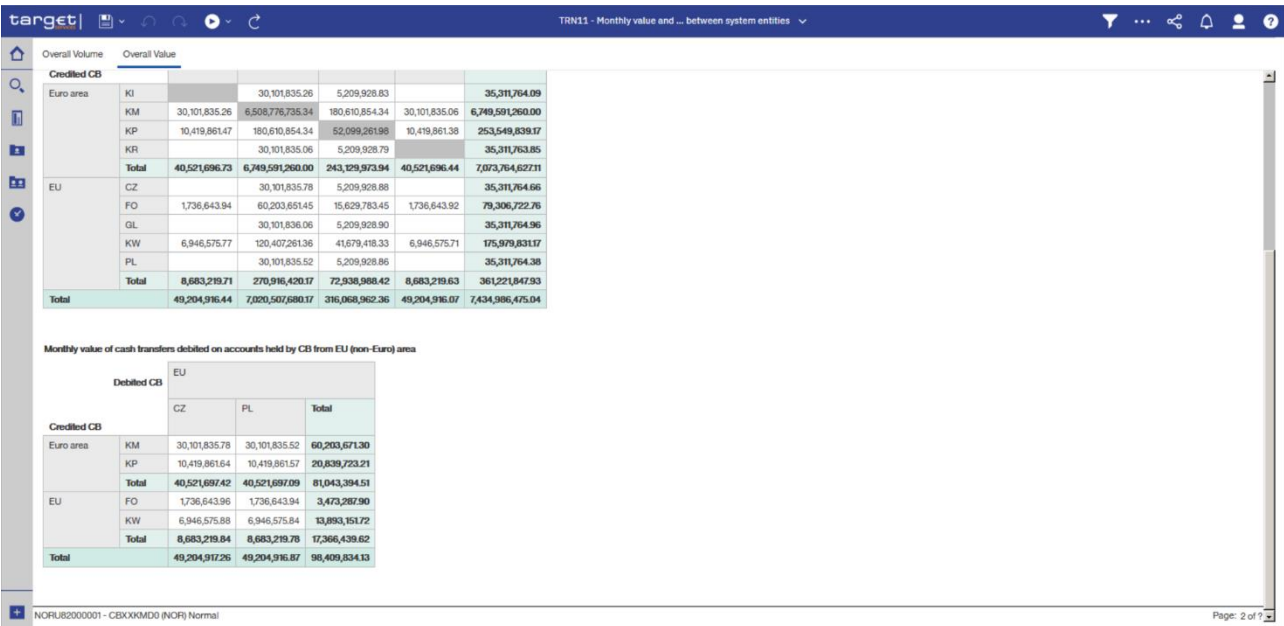 target|
services
TRN11 - Monthly value and ... between system entities
Overall Volume Overall Value
Credited CB
Euro area KI 30,101,835.26 5,209,928.83 35,311,764.09
KM 30,101,835.26 6,508,776,735.34 180,610,854.34 30,101,835.06 6,749,591,260.00
KP 10,419,861.47 180,610,854.34 52,099,261.98 10,419,861.38 253,549,839.17
KR 30,101,835.06 5,209,928.79 35,311,763.85
Total 40,521,696.73 6,749,591,260.00 243,129,973.94 40,521,696.44 7,073,764,627.11
EU CZ 30,101,835.78 5,209,928.88 35,311,764.66
FO 1,736,643.94 60,203,651.45 15,629,783.45 1,736,643.92 79,306,722.76
GL 30,101,836.06 5,209,928.90 35,311,764.96
KW 6,946,575.77 120,407,261.36 41,679,418.33 6,946,575.71 175,979,831.17
PL 30,101,835.52 5,209,928.86 35,311,764.38
Total 8,683,219.71 270,916,420.17 72,938,988.42 8,683,219.63 361,221,847.93
Total 49,204,916.44 7,020,507,680.17 316,068,962.36 49,204,916.07 7,434,986,475.04
Monthly value of cash transfers debited on accounts held by CB from EU (non-Euro) area
Debited CB EU
CZ PL Total
Credited CB
Euro area KM 30,101,835.78 30,101,835.52 60,203,671.30
KP 10,419,861.64 10,419,861.57 20,839,723.21
Total 40,521,697.42 40,521,697.09 81,043,394.51
EU FO 1,736,643.96 1,736,643.94 3,473,287.90
KW 6,946,575.88 6,946,575.84 13,893,151.72
Total 8,683,219.84 8,683,219.78 17,366,439.62
Total 49,204,917.26 49,204,916.87 98,409,834.13
NORU82000001 - CBXXKMD0 (NOR) Normal Page: 2 of ?